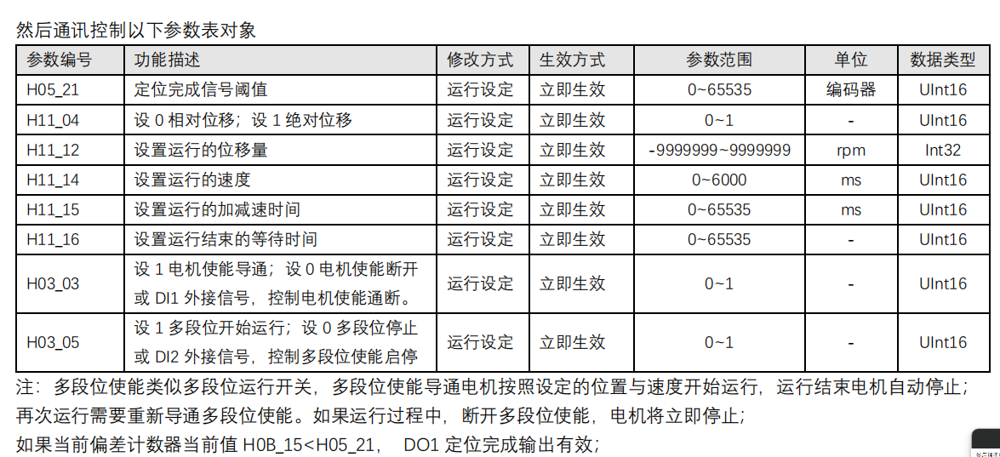 然后通讯控制以下参数表对象
参数编号 功能描述 修改方式 生效方式 参数范围 单位 数据类型
H05_21 定位完成信号阈值 运行设定 立即生效 0~65535 编码器 UInt16
H11_04 设 0 相对位移；设 1 绝对位移 运行设定 立即生效 0~1 - UInt16
H11_12 设置运行的位移量 运行设定 立即生效 -9999999~9999999 rpm Int32
H11_14 设置运行的速度 运行设定 立即生效 0~6000 ms UInt16
H11_15 设置运行的加减速时间 运行设定 立即生效 0~65535 ms UInt16
H11_16 设置运行结束的等待时间 运行设定 立即生效 0~65535 - UInt16
H03_03 设 1 电机使能导通；设 0 电机使能断开 运行设定 立即生效 0~1 - UInt16
或 DI1 外接信号，控制电机使能通断。
H03_05 设 1 多段位开始运行；设 0 多段位停止 运行设定 立即生效 0~1 - UInt16
或 DI2 外接信号，控制多段位使能启停
注：多段位使能类似多段位运行开关，多段位使能导通电机按照设定的位置与速度开始运行，运行结束电机自动停止；
再次运行需要重新导通多段位使能。如果运行过程中，断开多段位使能，电机将立即停止；
如果当前偏差计数器当前值 H0B_15<H05_21， DO1 定位完成输出有效；